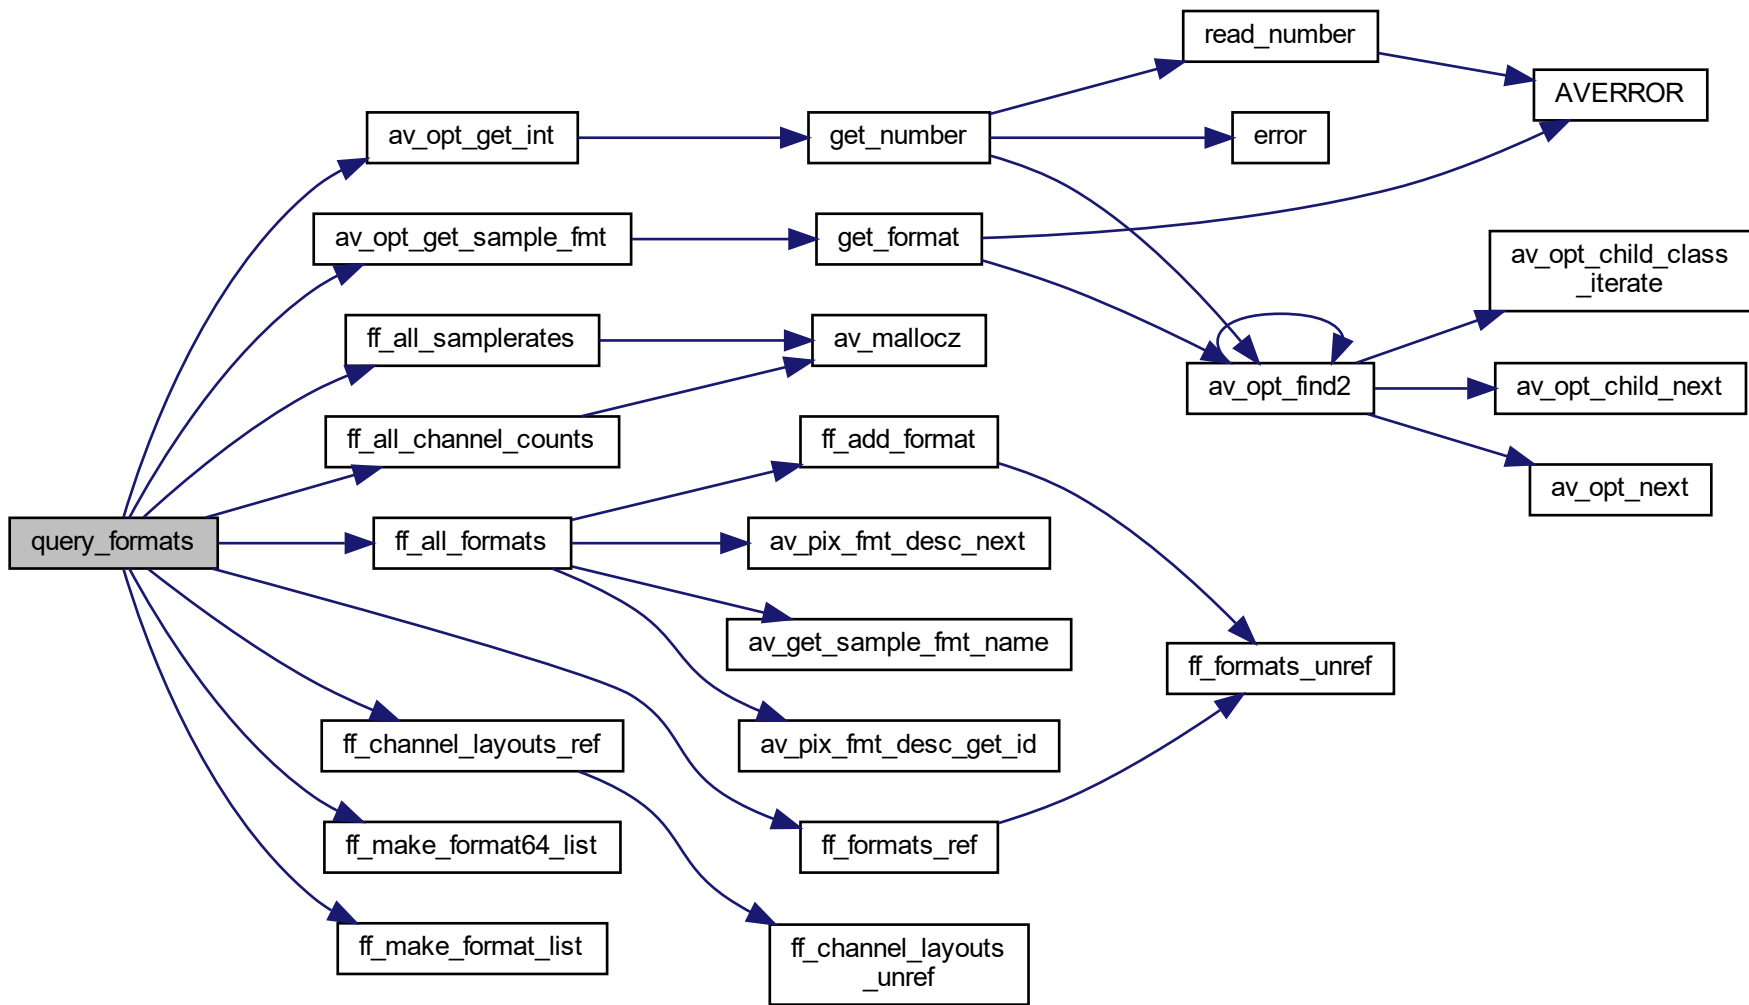 read_number
AVERROR
av_opt_get_int
get_number
error
av_opt_get_sample_fmt
get_format
av_opt_child_class
_iterate
ff_all_samplerates
av_mallocz
av_opt_find2
av_opt_child_next
ff_all_channel_counts
ff_add_format
av_opt_next
query_formats
ff_all_formats
av_pix_fmt_desc_next
av_get_sample_fmt_name
ff_formats_unref
ff_channel_layouts_ref
av_pix_fmt_desc_get_id
ff_make_format64_list
ff_formats_ref
ff_make_format_list
ff_channel_layouts
_unref